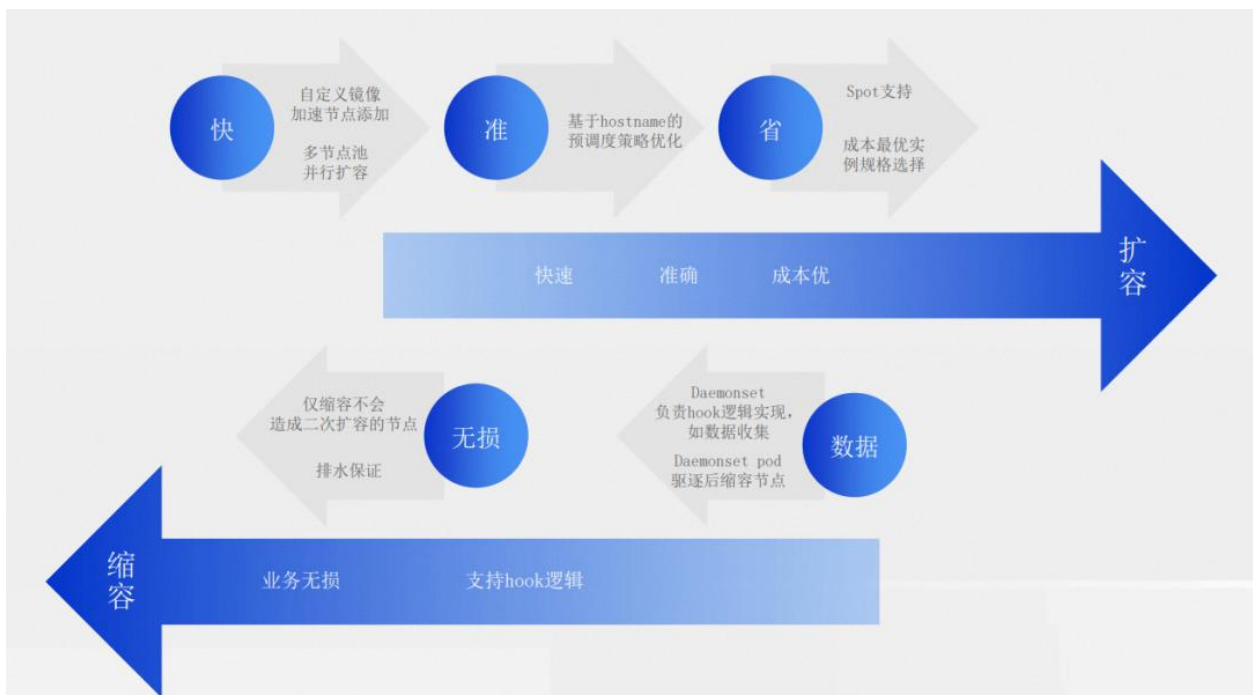 快
自定义镜像
加速节点添加
多节点池
并行扩容
准
基于hostname的
预调度策略优化
省
Spot支持
成本最优实
例规格选择
扩容
快速
准确
成本优
仅缩容不会
造成二次扩容的节点
排水保证
无损
Daemonset
负责hook逻辑实现，
如数据收集
Daemonset pod
驱逐后缩容节点
数据
缩容
业务无损
支持hook逻辑